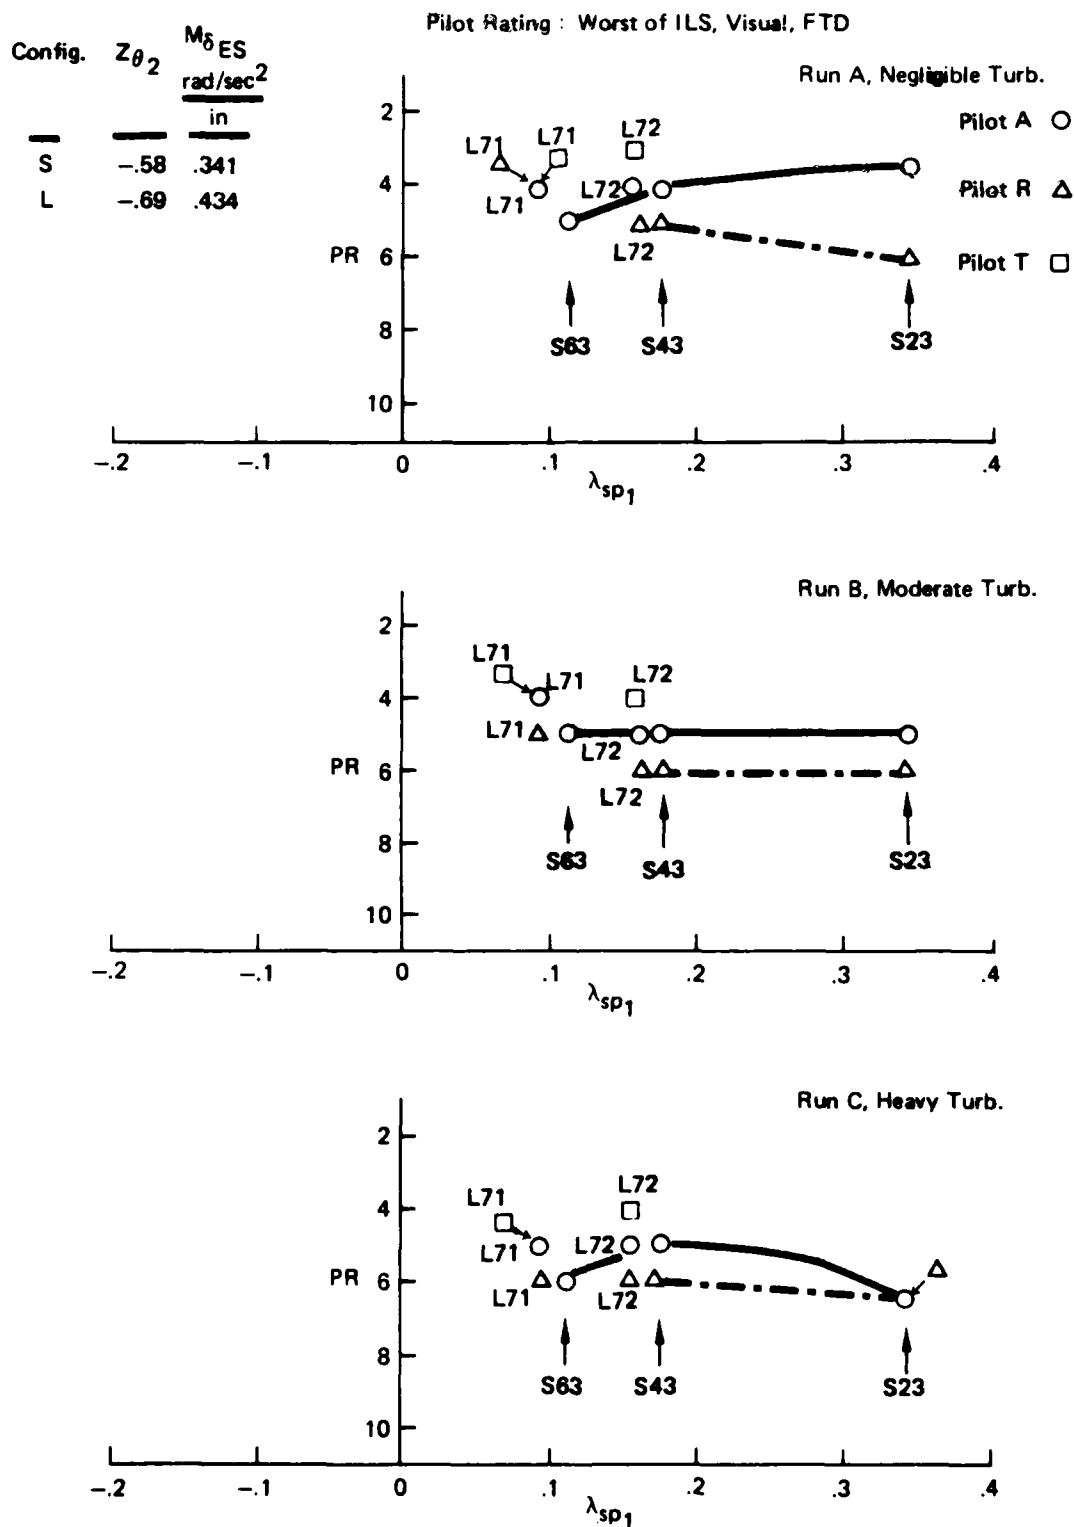 Pilot Rating : Worst of ILS, Visual, FTD
Config. Zθ2 MδES
rad/sec2
in
S −.58 .341
L −.69 .434
Run A, Negligible Turb.
Pilot A
Pilot R
Pilot T
2
4
PR 6
8
10
L71
L71
L71
L72
L72
L72
S63
S43
S23
−.2 −.1 0 .1 .2 .3 .4
λsp1
Run B, Moderate Turb.
2
4
PR 6
8
10
L71
L71
L71
L72
L72
L72
S63
S43
S23
−.2 −.1 0 .1 .2 .3 .4
λsp1
Run C, Heavy Turb.
2
4
PR 6
8
10
L71
L71
L71
L72
L72
L72
S63
S43
S23
−.2 −.1 0 .1 .2 .3 .4
λsp1